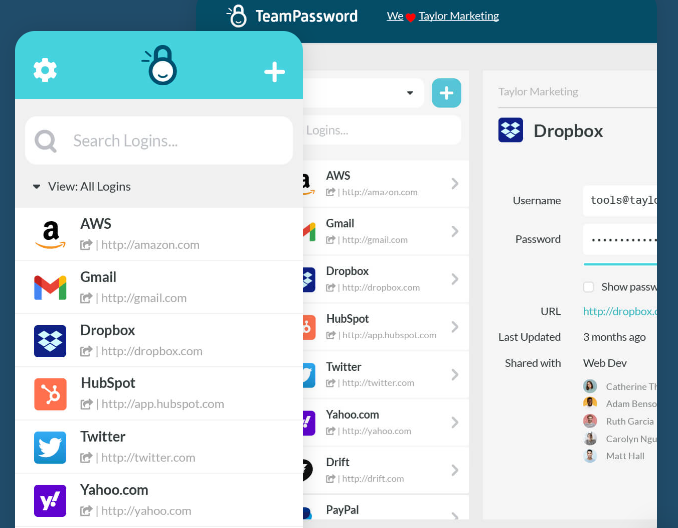 TeamPassword
We Taylor Marketing
Search Logins...
View: All Logins
AWS
| http://amazon.com
Gmail
| http://gmail.com
Dropbox
| http://dropbox.com
HubSpot
| http://app.hubspot.com
Twitter
| http://twitter.com
Yahoo.com
| http://yahoo.com
Logins...
AWS
| http://amazon.com
Gmail
| http://gmail.com
Dropbox
| http://dropbox.com
HubSpot
| http://app.hubspot.com
Twitter
| http://twitter.com
Yahoo.com
| http://yahoo.com
Drift
| http://drift.com
PayPal
Taylor Marketing
Dropbox
Username tools@taylo
Password ············
Show passw
URL http://dropbox.c
Last Updated 3 months ago
Shared with Web Dev
Catherine Th
Adam Benso
Ruth Garcia
Carolyn Ngu
Matt Hall